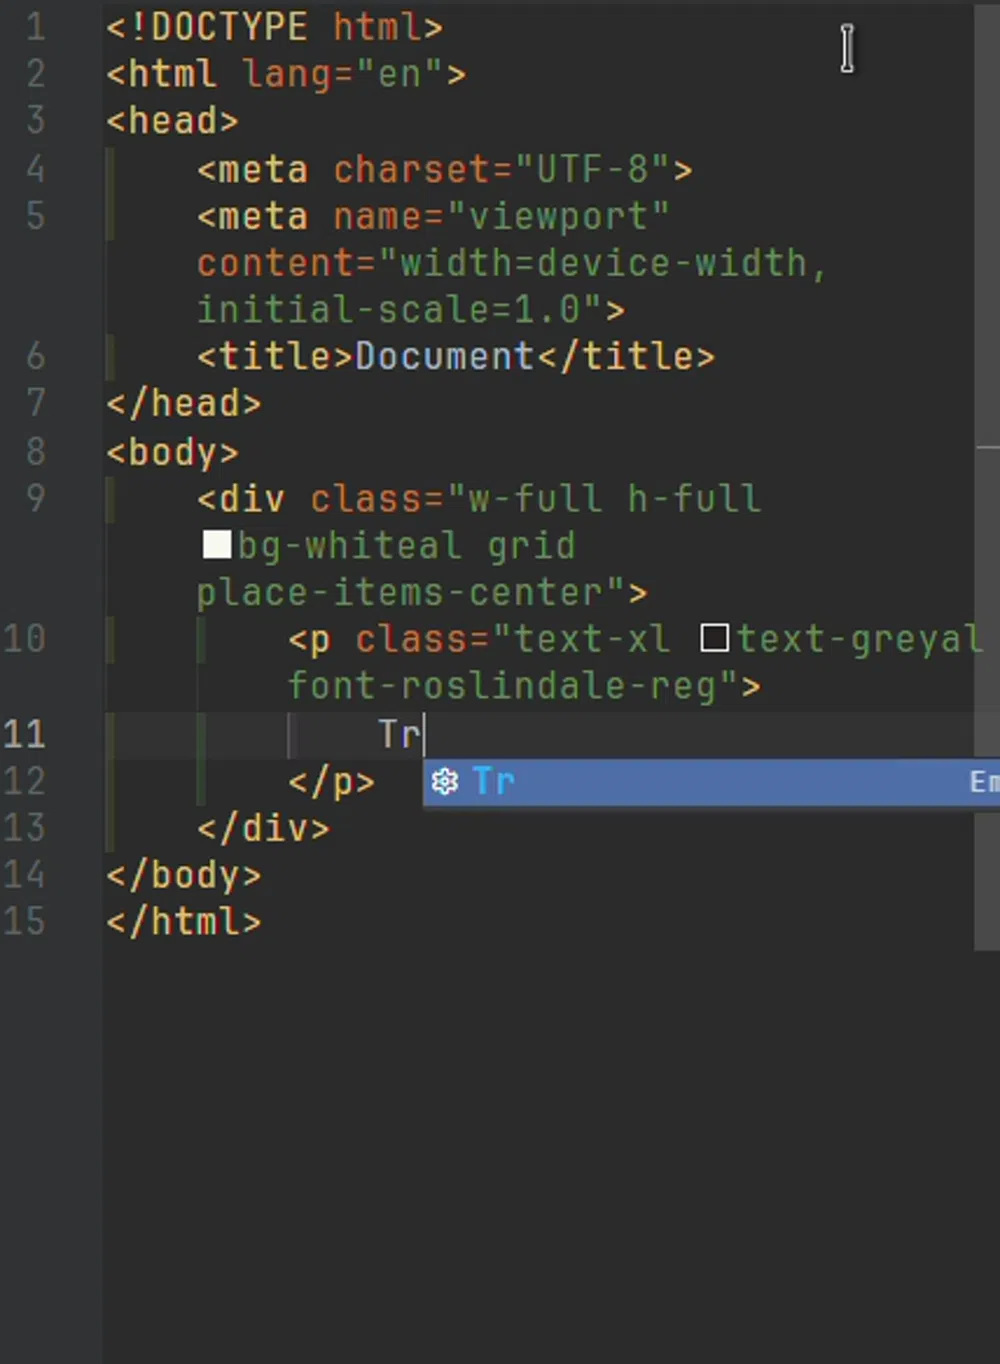 1 <!DOCTYPE html>
2 <html lang="en">
3 <head>
4 <meta charset="UTF-8">
5 <meta name="viewport"
content="width=device-width,
initial-scale=1.0">
6 <title>Document</title>
7 </head>
8 <body>
9 <div class="w-full h-full
bg-whiteal grid
place-items-center">
10 <p class="text-xl text-greyal
font-roslindale-reg">
11 Tr
Tr Em
12 </p>
13 </div>
14 </body>
15 </html>